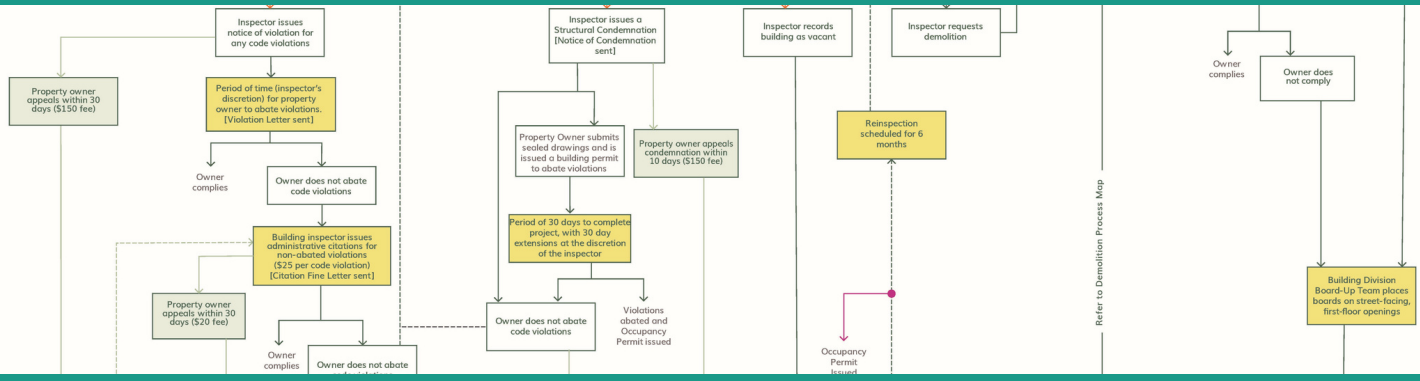 Inspector issues
notice of violation for
any code violations
Property owner
appeals within 30
days ($150 fee)
Period of time (inspector's
discretion) for property
owner to abate violations.
[Violation Letter sent]
Owner
complies
Owner does not abate
code violations
Building inspector issues
administrative citations for
non-abated violations
($25 per code violation)
[Citation Fine Letter sent]
Property owner
appeals within 30
days ($20 fee)
Owner
complies
Owner does not abate
Inspector issues a
Structural Condemnation
[Notice of Condemnation
sent]
Property Owner submits
sealed drawings and is
issued a building permit
to abate violations
Property owner appeals
condemnation within
10 days ($150 fee)
Period of 30 days to complete
project, with 30 day
extensions at the discretion
of the inspector
Owner does not abate
code violations
Violations
abated and
Occupancy
Permit issued
Inspector records
building as vacant
Inspector requests
demolition
Reinspection
scheduled for 6
months
Occupancy
Permit
Issued
Refer to Demolition Process Map
Owner
complies
Owner does
not comply
Building Division
Board-Up Team places
boards on street-facing,
first-floor openings